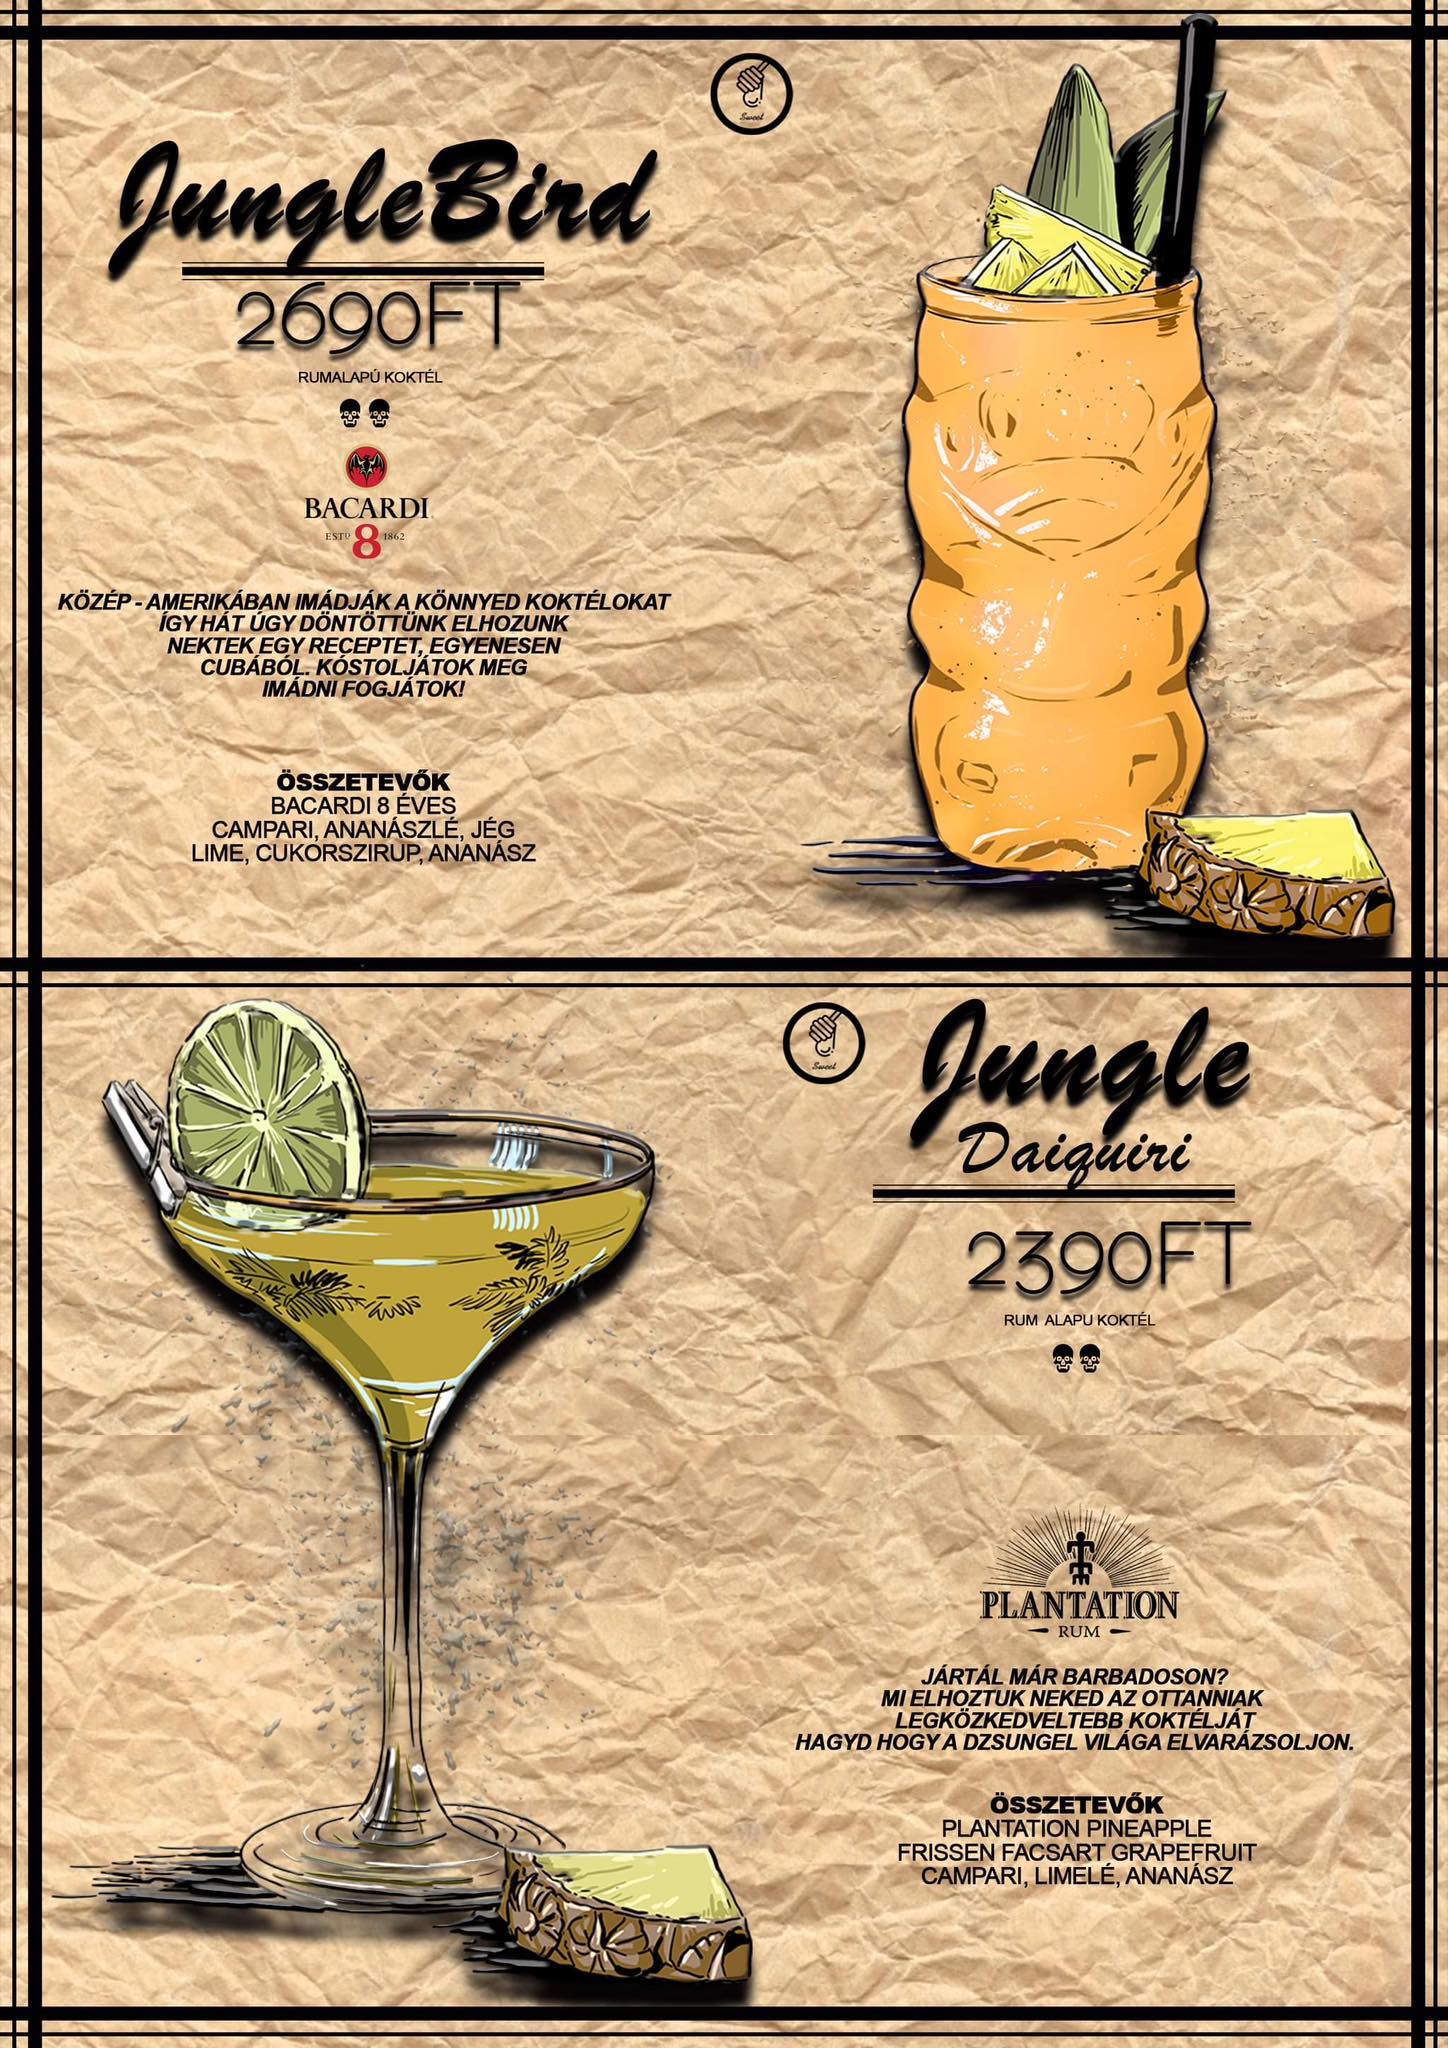 Sweet
JungleBird
2690FT
RUMALAPÚ KOKTÉL
BACARDI
ESTD 8 1862
KÖZÉP - AMERIKÁBAN IMÁDJÁK A KÖNNYED KOKTÉLOKAT
ÍGY HÁT ÚGY DÖNTÖTTÜNK ELHOZUNK
NEKTEK EGY RECEPTET, EGYENESEN
CUBÁBÓL. KÓSTOLJÁTOK MEG
IMÁDNI FOGJÁTOK!
ÖSSZETEVŐK
BACARDI 8 ÉVES
CAMPARI, ANANÁSZLÉ, JÉG
LIME, CUKORSZIRUP, ANANÁSZ
Sweet
Jungle
Daiquiri
2390FT
RUM ALAPU KOKTÉL
PLANTATION
RUM
JÁRTÁL MÁR BARBADOSON?
MI ELHOZTUK NEKED AZ OTTANNIAK
LEGKÖZKEDVELTEBB KOKTÉLJÁT
HAGYD HOGY A DZSUNGEL VILÁGA ELVARÁZSOLJON.
ÖSSZETEVŐK
PLANTATION PINEAPPLE
FRISSEN FACSART GRAPEFRUIT
CAMPARI, LIMELÉ, ANANÁSZ